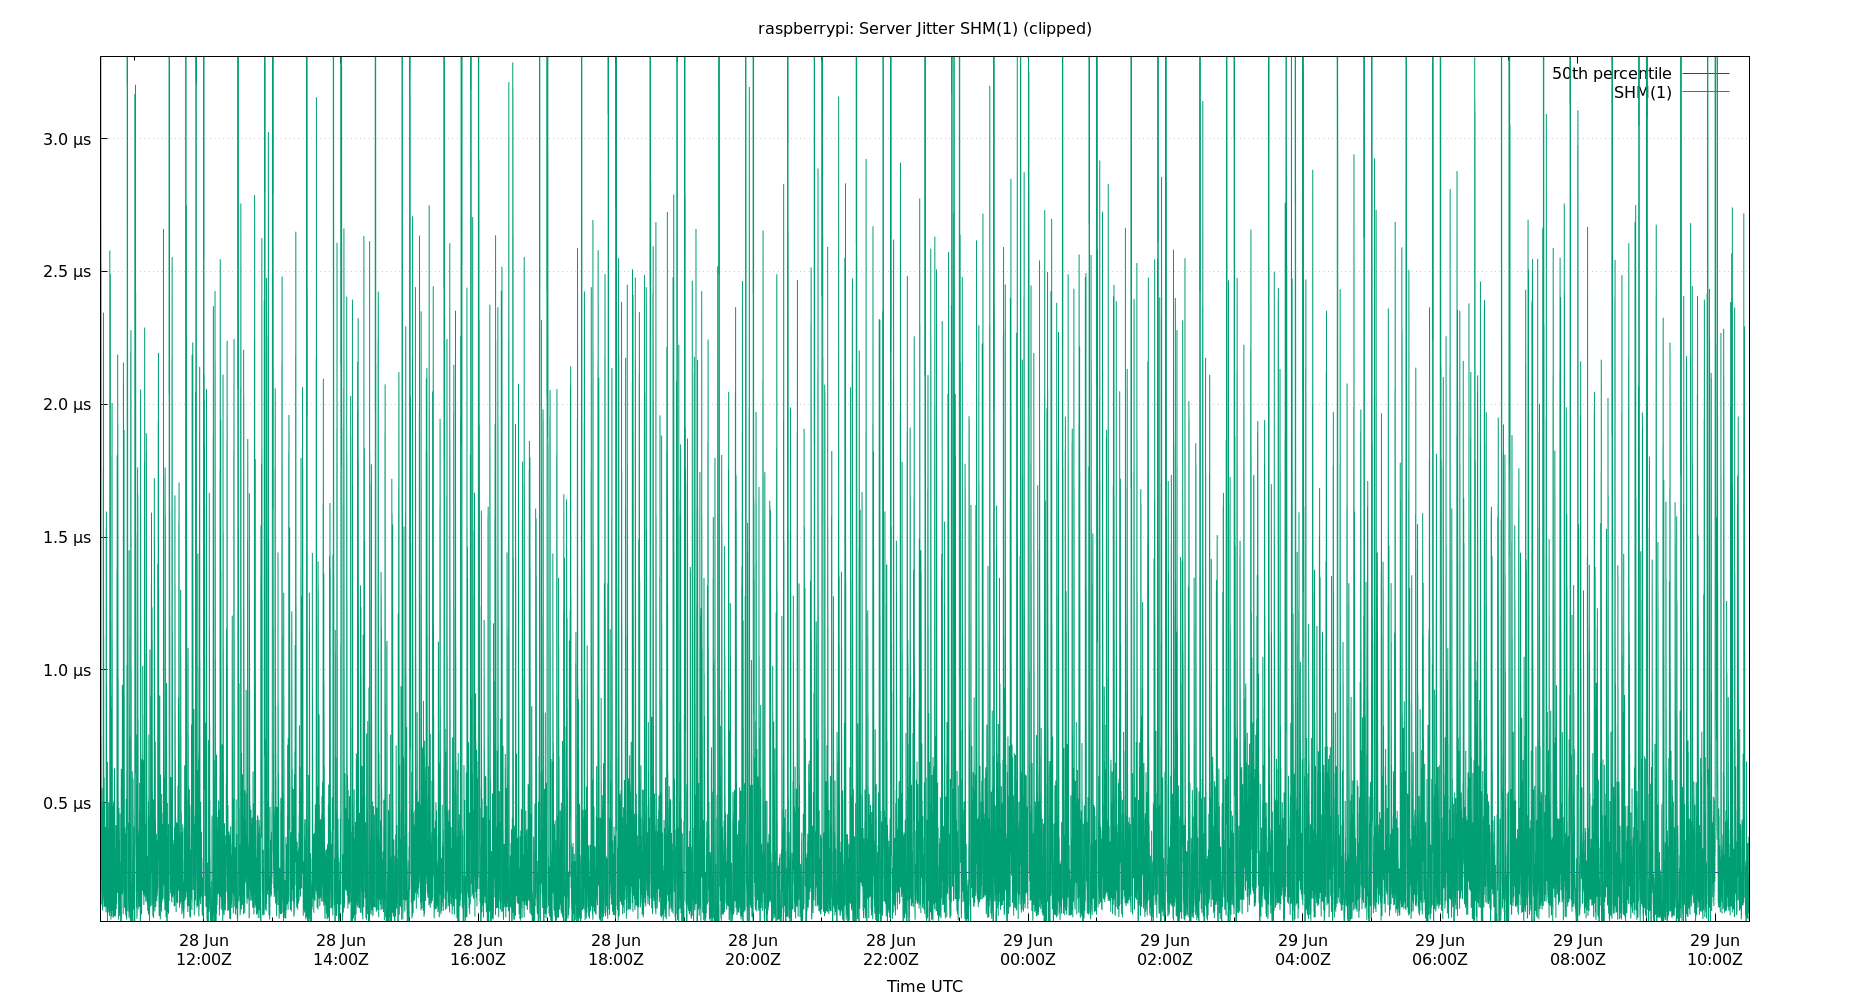 raspberrypi: Server Jitter SHM(1) (clipped)
50th percentile
SHM(1)
3.0 µs
2.5 µs
2.0 µs
1.5 µs
1.0 µs
0.5 µs
28 Jun 28 Jun 28 Jun 28 Jun 28 Jun 28 Jun 29 Jun 29 Jun 29 Jun 29 Jun 29 Jun 29 Jun
12:00Z 14:00Z 16:00Z 18:00Z 20:00Z 22:00Z 00:00Z 02:00Z 04:00Z 06:00Z 08:00Z 10:00Z
Time UTC